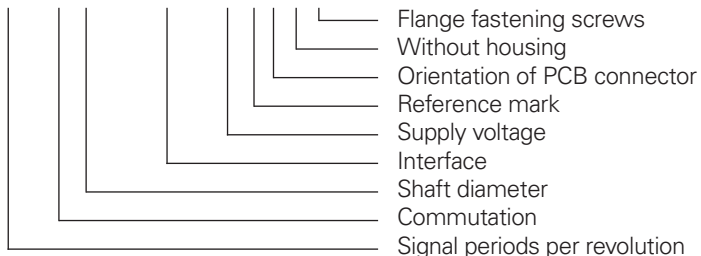 Flange fastening screws
Without housing
Orientation of PCB connector
Reference mark
Supply voltage
Interface
Shaft diameter
Commutation
Signal periods per revolution